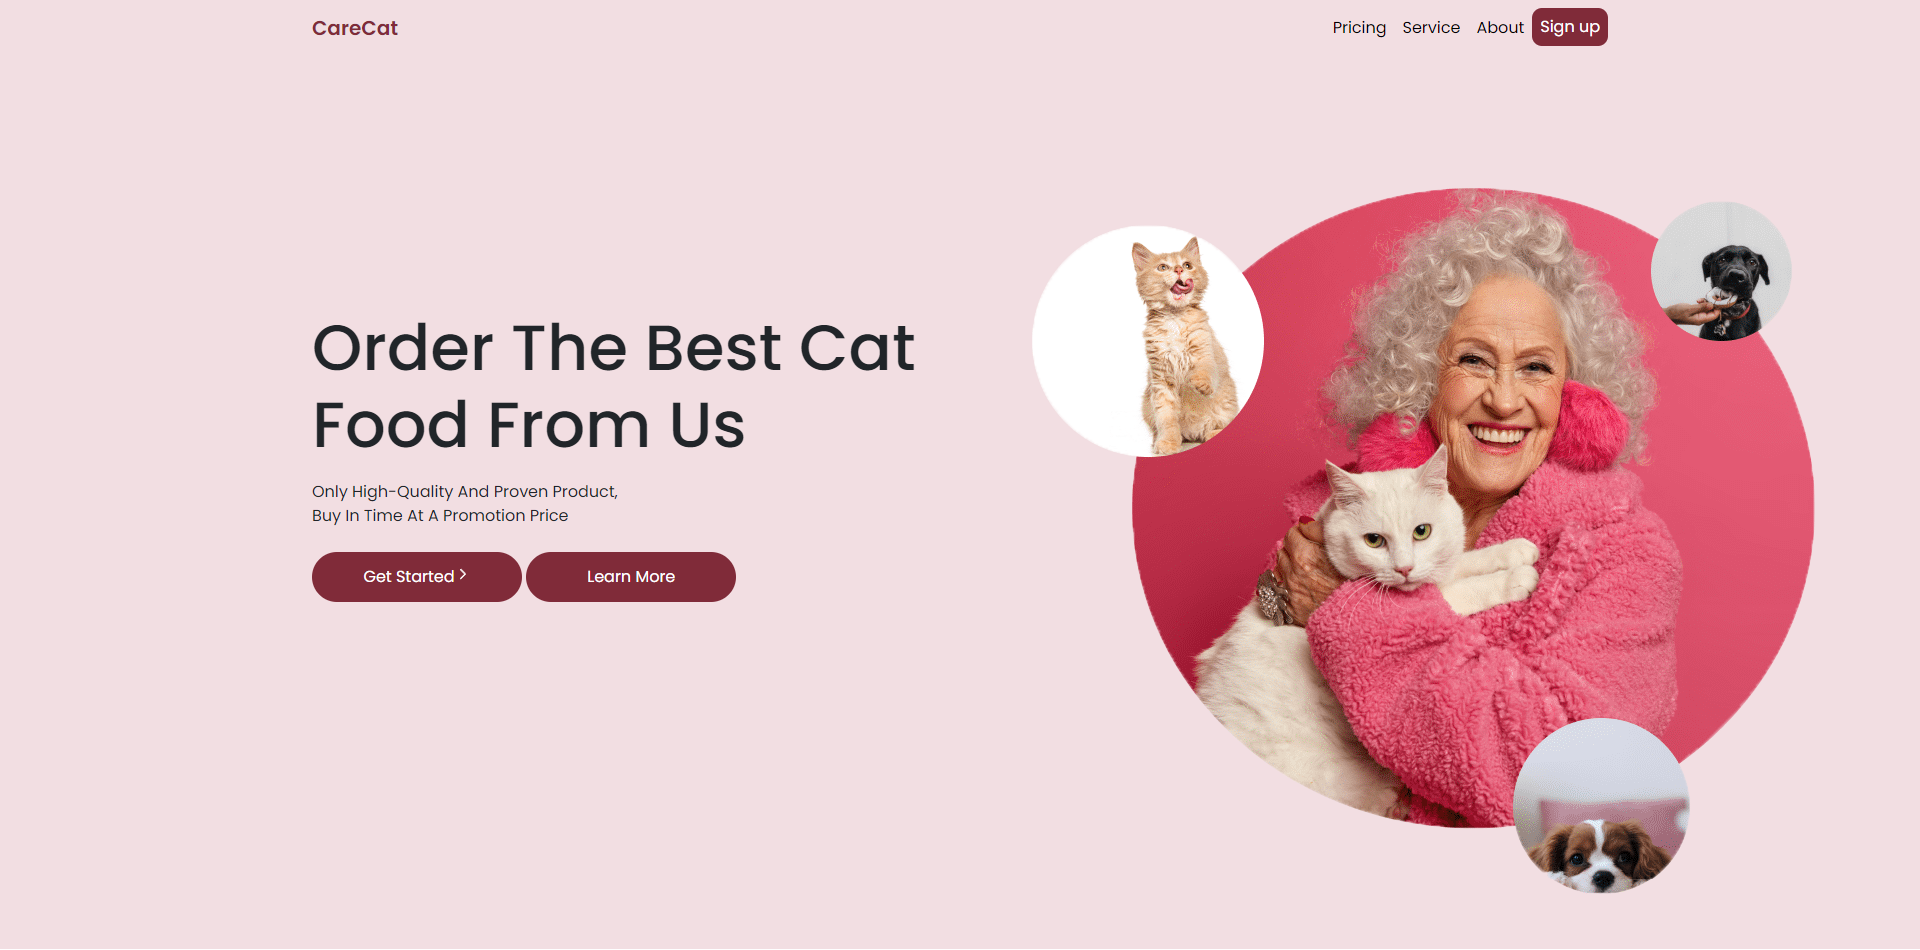 CareCat
Pricing Service About Sign up
Order The Best Cat
Food From Us
Only High-Quality And Proven Product,
Buy In Time At A Promotion Price
Get Started Learn More